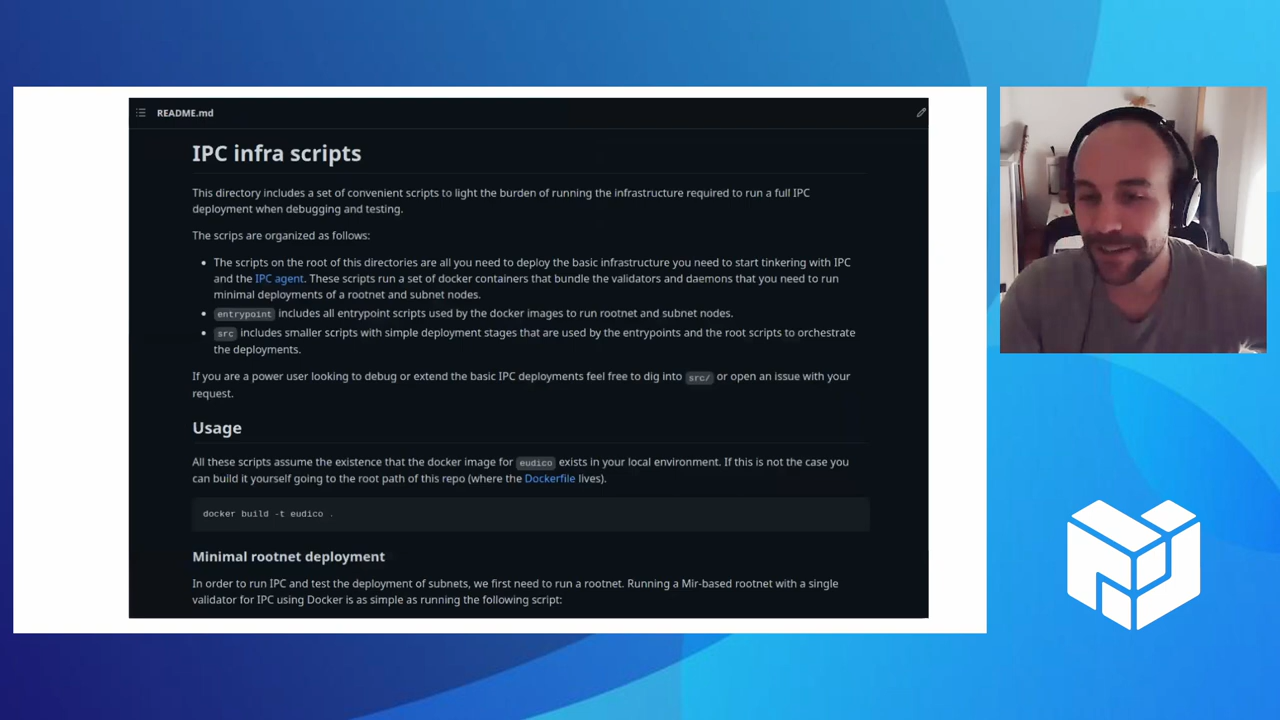 README.md
IPC infra scripts
This directory includes a set of convenient scripts to light the burden of running the infrastructure required to run a full IPC
deployment when debugging and testing.
The scrips are organized as follows:
The scripts on the root of this directories are all you need to deploy the basic infrastructure you need to start tinkering with IPC
and the IPC agent. These scripts run a set of docker containers that bundle the validators and daemons that you need to run
minimal deployments of a rootnet and subnet nodes.
entrypoint includes all entrypoint scripts used by the docker images to run rootnet and subnet nodes.
src includes smaller scripts with simple deployment stages that are used by the entrypoints and the root scripts to orchestrate
the deployments.
If you are a power user looking to debug or extend the basic IPC deployments feel free to dig into src/ or open an issue with your
request.
Usage
All these scripts assume the existence that the docker image for eudico exists in your local environment. If this is not the case you
can build it yourself going to the root path of this repo (where the Dockerfile lives).
docker build -t eudico .
Minimal rootnet deployment
In order to run IPC and test the deployment of subnets, we first need to run a rootnet. Running a Mir-based rootnet with a single
validator for IPC using Docker is as simple as running the following script: